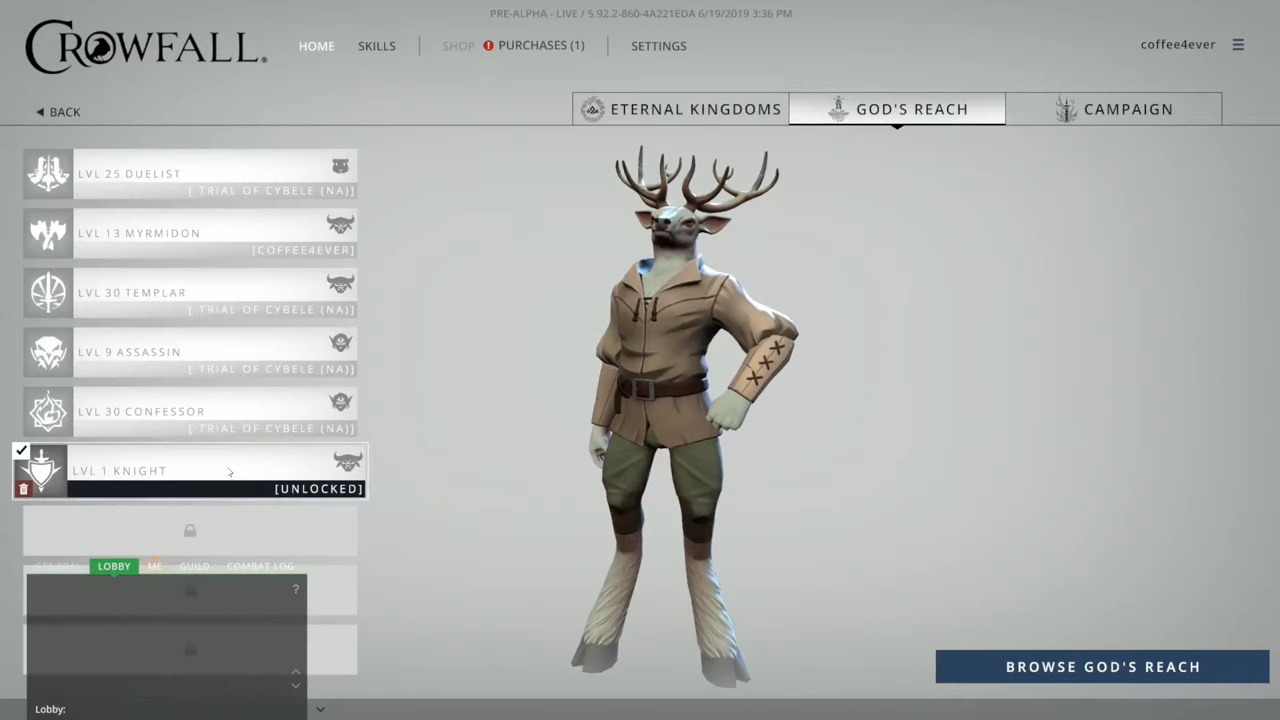 PRE-ALPHA - LIVE / 5.92.2-860-4A221EDA 6/19/2019 3:36 PM
CROWFALL®
HOME SKILLS SHOP PURCHASES (1) SETTINGS
coffee4ever
BACK
ETERNAL KINGDOMS GOD'S REACH CAMPAIGN
LVL 25 DUELIST
[ TRIAL OF CYBELE (NA)]
LVL 13 MYRMIDON
[COFFEE4EVER]
LVL 30 TEMPLAR
[ TRIAL OF CYBELE (NA)]
LVL 9 ASSASSIN
[ TRIAL OF CYBELE (NA)]
LVL 30 CONFESSOR
[ TRIAL OF CYBELE (NA)]
LVL 1 KNIGHT
[UNLOCKED]
GENERAL LOBBY ME GUILD COMBAT LOG
?
BROWSE GOD'S REACH
Lobby: